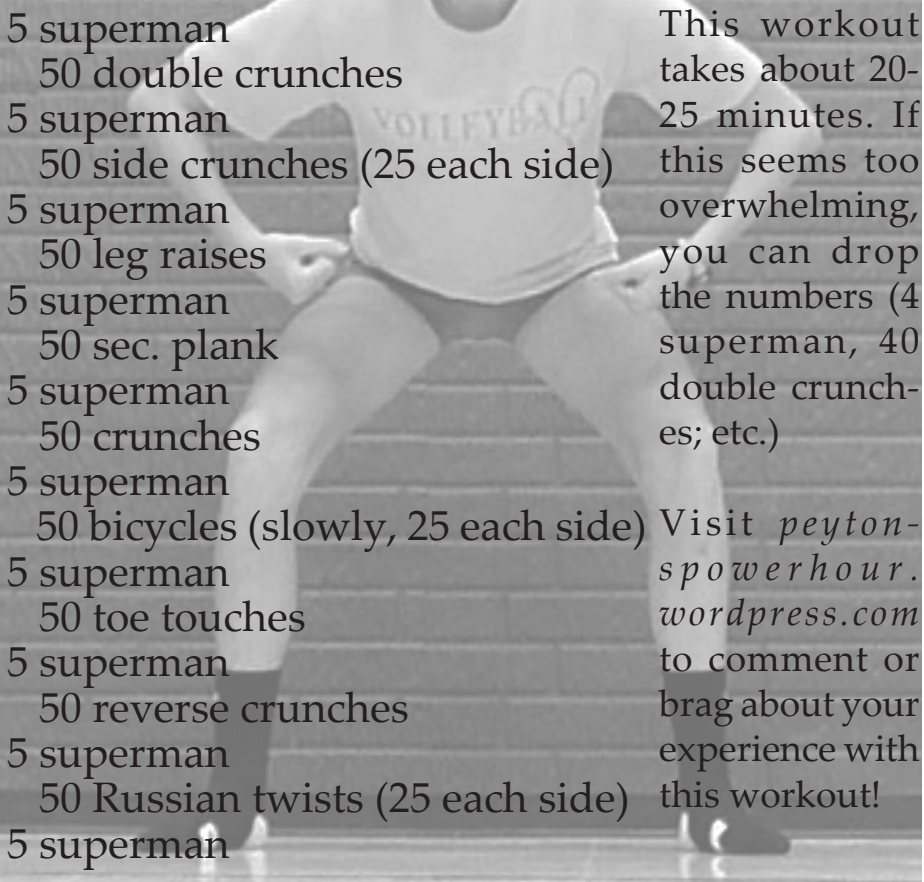 5 superman
50 double crunches
5 superman
50 side crunches (25 each side)
5 superman
50 leg raises
5 superman
50 sec. plank
5 superman
50 crunches
5 superman
50 bicycles (slowly, 25 each side)
5 superman
50 toe touches
5 superman
50 reverse crunches
5 superman
50 Russian twists (25 each side)
5 superman
This workout
takes about 20-
25 minutes. If
this seems too
overwhelming,
you can drop
the numbers (4
superman, 40
double crunch-
es; etc.)
Visit peyton-
spowerhour.
wordpress.com
to comment or
brag about your
experience with
this workout!
VOLLEYBALL